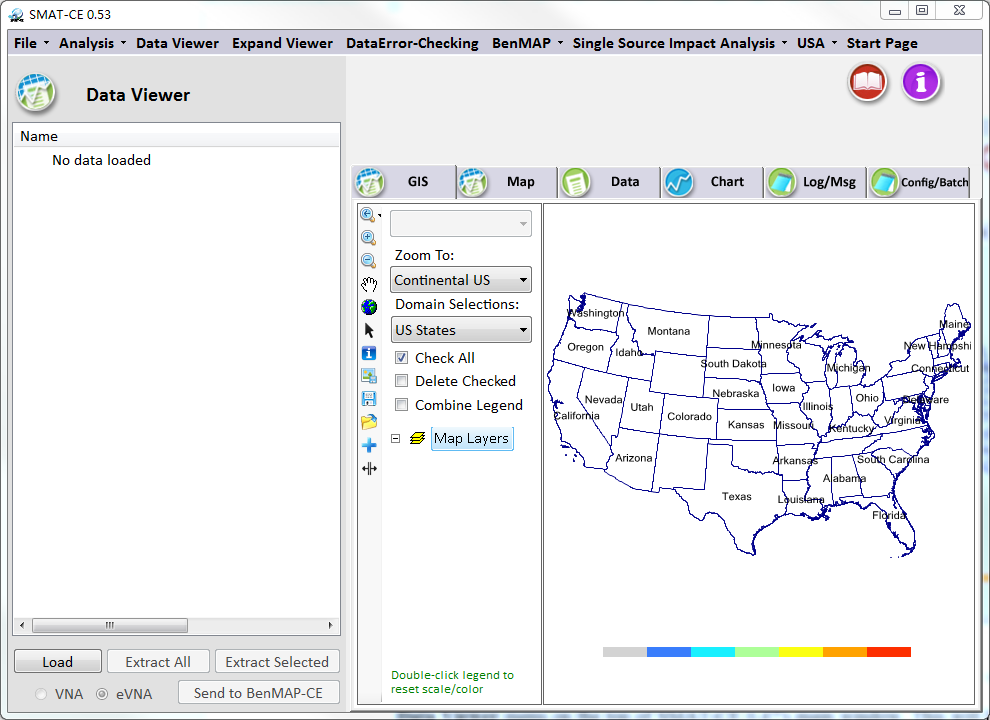 SMAT-CE 0.53
File Analysis Data Viewer Expand Viewer DataError-Checking BenMAP Single Source Impact Analysis USA Start Page
Data Viewer
Name
No data loaded
GIS Map Data Chart Log/Msg Config/Batch
Zoom To:
Continental US
Domain Selections:
US States
Check All
Delete Checked
Combine Legend
Map Layers
Washington
Montana
Maine
Oregon
Idaho
Minnesota
New Hampshi
South Dakota
Michigan
Connecticut
Nevada
Utah
Nebraska
Iowa
Illinois
Ohio
Delaware
California
Colorado
Kansas
Missouri
Kentucky
Virginia
Arizona
Arkansas
South Carolina
Alabama
Texas
Louisiana
Florida
Double-click legend to
reset scale/color
Load Extract All Extract Selected
VNA eVNA Send to BenMAP-CE